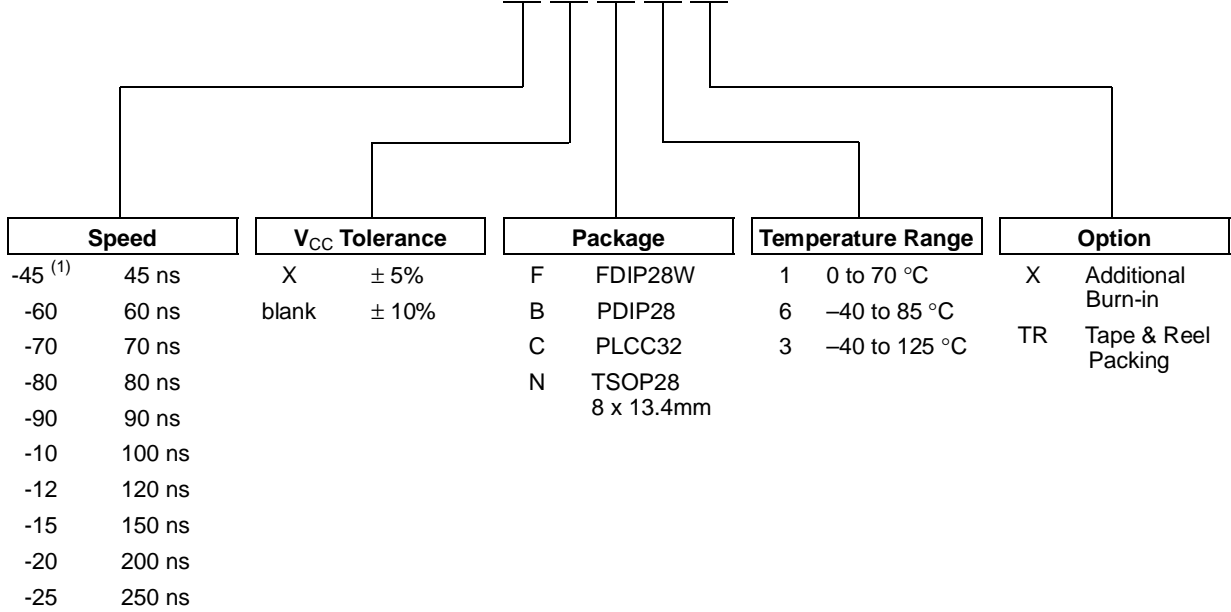 Speed
-45 (1) 45 ns
-60 60 ns
-70 70 ns
-80 80 ns
-90 90 ns
-10 100 ns
-12 120 ns
-15 150 ns
-20 200 ns
-25 250 ns
VCC Tolerance
X ± 5%
blank ± 10%
Package
F FDIP28W
B PDIP28
C PLCC32
N TSOP28
8 x 13.4mm
Temperature Range
1 0 to 70 °C
6 –40 to 85 °C
3 –40 to 125 °C
Option
X Additional
Burn-in
TR Tape & Reel
Packing